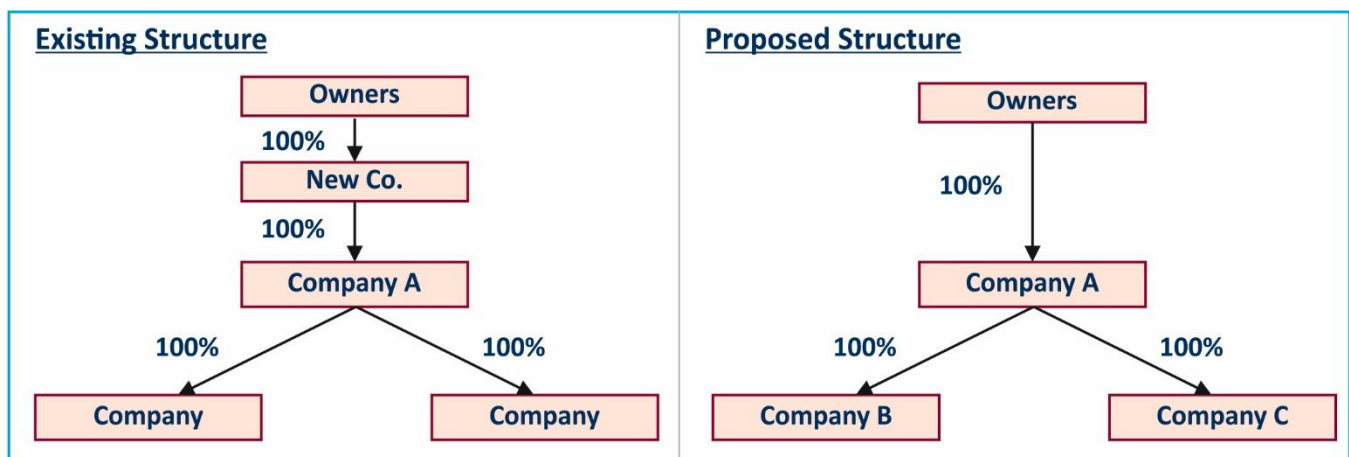 Existing Structure
Owners
100%
New Co.
100%
Company A
100%
100%
Company
Company
Proposed Structure
Owners
100%
Company A
100%
100%
Company B
Company C